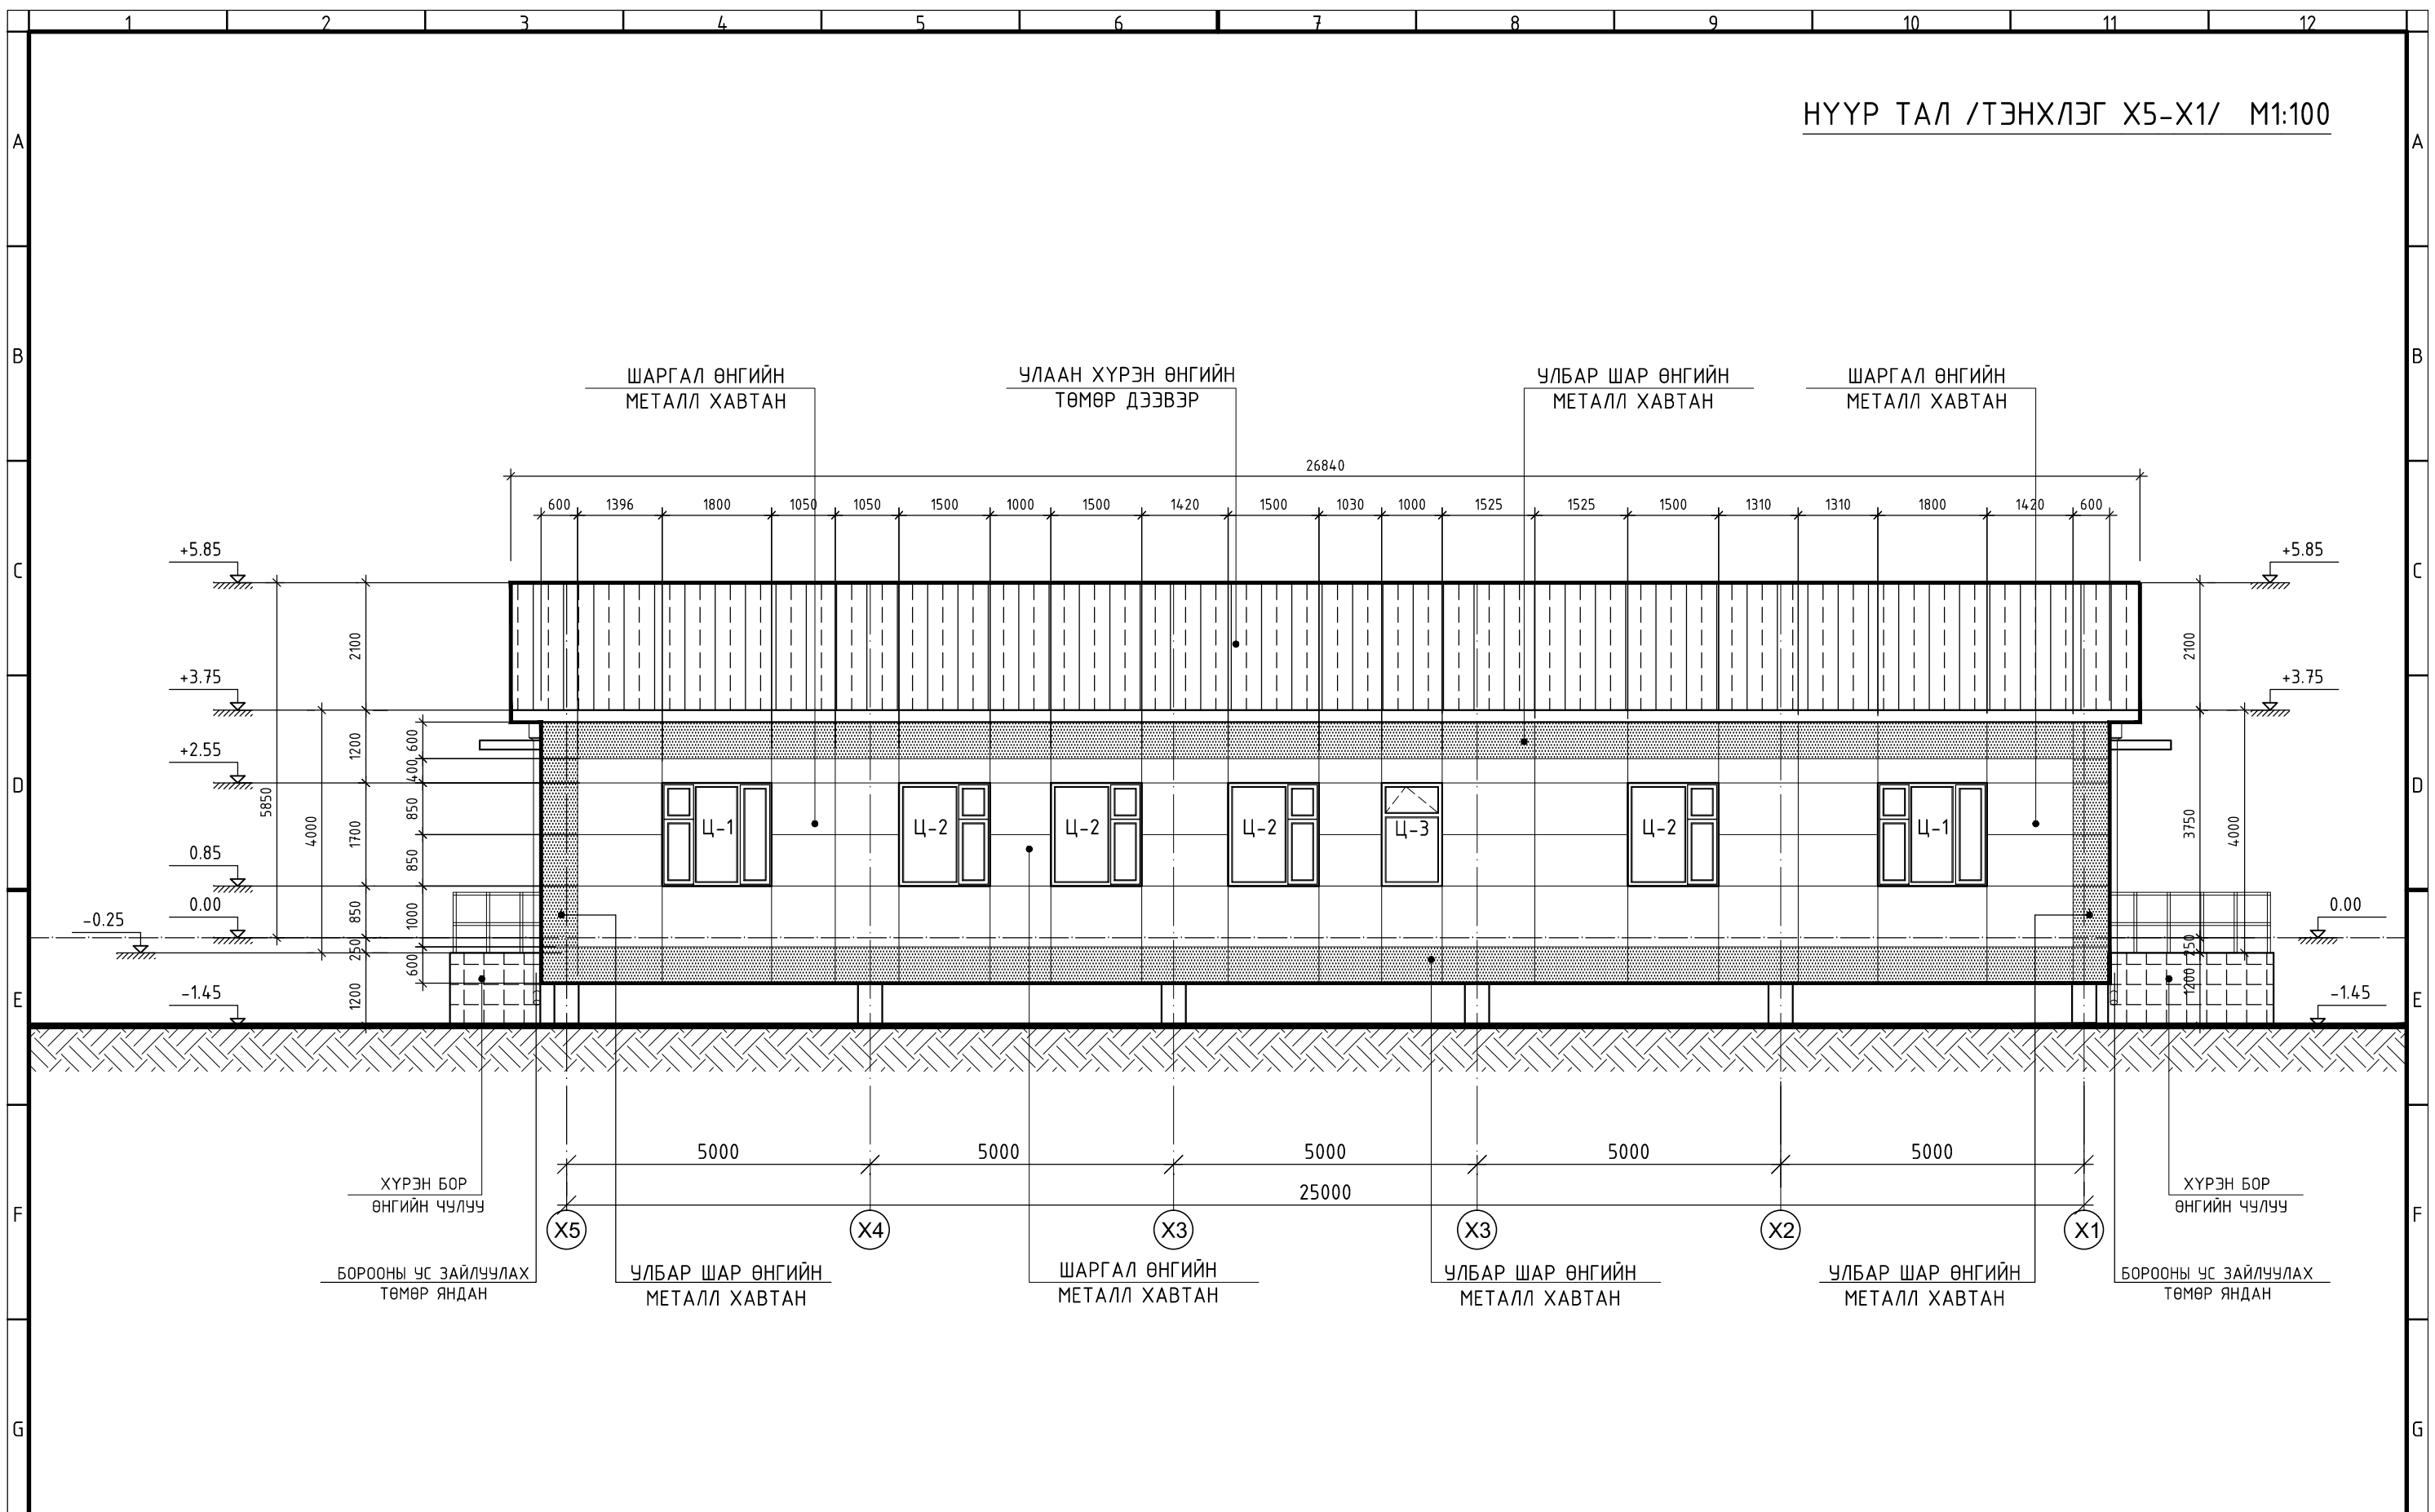 1 2 3 4 5 6 7 8 9 10 11 12
A A
НҮҮР ТАЛ /ТЭНХЛЭГ Х5-Х1/ М1:100
B B
ШАРГАЛ ӨНГИЙН
МЕТАЛЛ ХАВТАН
УЛААН ХҮРЭН ӨНГИЙН
ТӨМӨР ДЭЭВЭР
УЛБАР ШАР ӨНГИЙН
МЕТАЛЛ ХАВТАН
ШАРГАЛ ӨНГИЙН
МЕТАЛЛ ХАВТАН
26840
600 1396 1800 1050 1050 1500 1000 1500 1420 1500 1030 1000 1525 1525 1500 1310 1310 1800 1420 600
C C
+5.85 +5.85
2100 2100
+3.75 +3.75
+2.55
D D
5850
4000
1200
1700
600
400
850
850
3750
4000
Ц-1 Ц-2 Ц-2 Ц-2 Ц-3 Ц-2 Ц-1
0.85
0.00 0.00
-0.25
850
250
1200
1000
600
250
1200
-1.45 -1.45
E E
5000 5000 5000 5000 5000
25000
F F
X5 X4 X3 X3 X2 X1
ХҮРЭН БОР
ӨНГИЙН ЧУЛУУ
ХҮРЭН БОР
ӨНГИЙН ЧУЛУУ
БОРООНЫ УС ЗАЙЛУУЛАХ
ТӨМӨР ЯНДАН
УЛБАР ШАР ӨНГИЙН
МЕТАЛЛ ХАВТАН
ШАРГАЛ ӨНГИЙН
МЕТАЛЛ ХАВТАН
УЛБАР ШАР ӨНГИЙН
МЕТАЛЛ ХАВТАН
УЛБАР ШАР ӨНГИЙН
МЕТАЛЛ ХАВТАН
БОРООНЫ УС ЗАЙЛУУЛАХ
ТӨМӨР ЯНДАН
G G